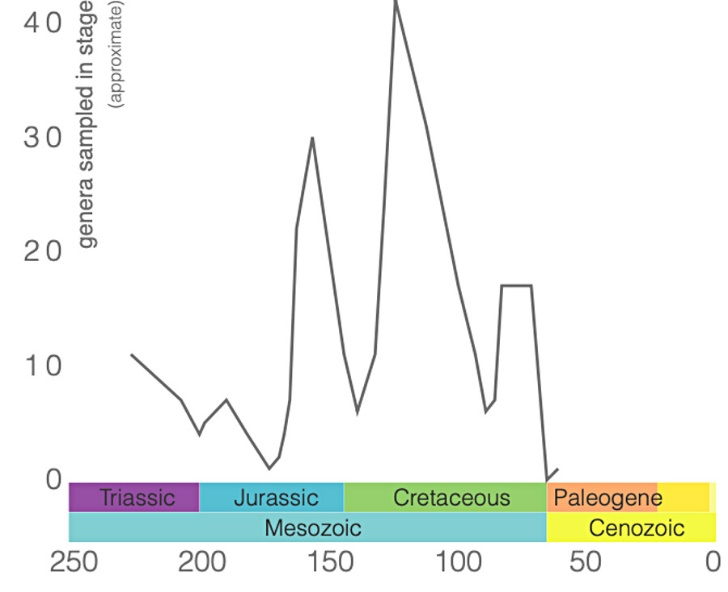 genera sampled in stage
(approximate)
40
30
20
10
0
Triassic Jurassic Cretaceous Paleogene
Mesozoic Cenozoic
250 200 150 100 50 0